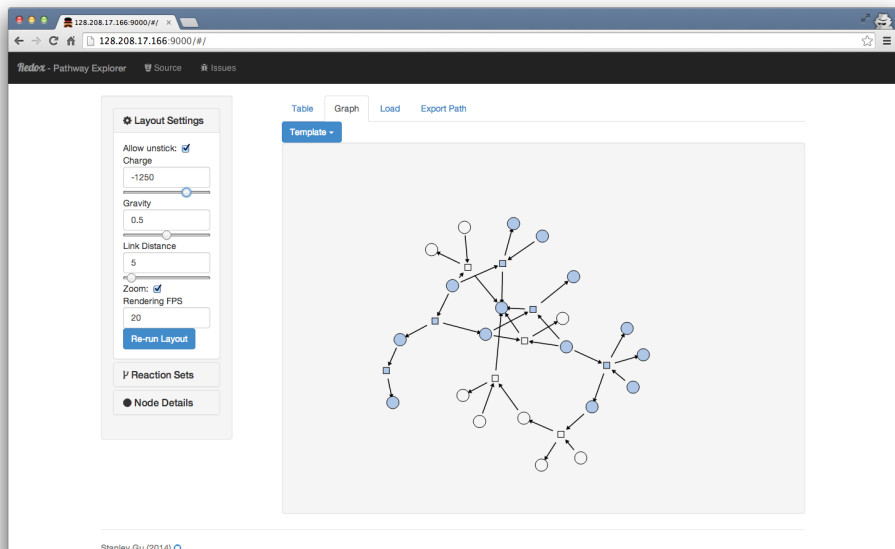 128.208.17.166:9000/#/
128.208.17.166:9000/#/
Redox - Pathway Explorer Source Issues
Layout Settings
Allow unstick:
Charge
-1250
Gravity
0.5
Link Distance
5
Zoom:
Rendering FPS
20
Re-run Layout
Reaction Sets
Node Details
Table Graph Load Export Path
Template
Stanley Gu (2014)